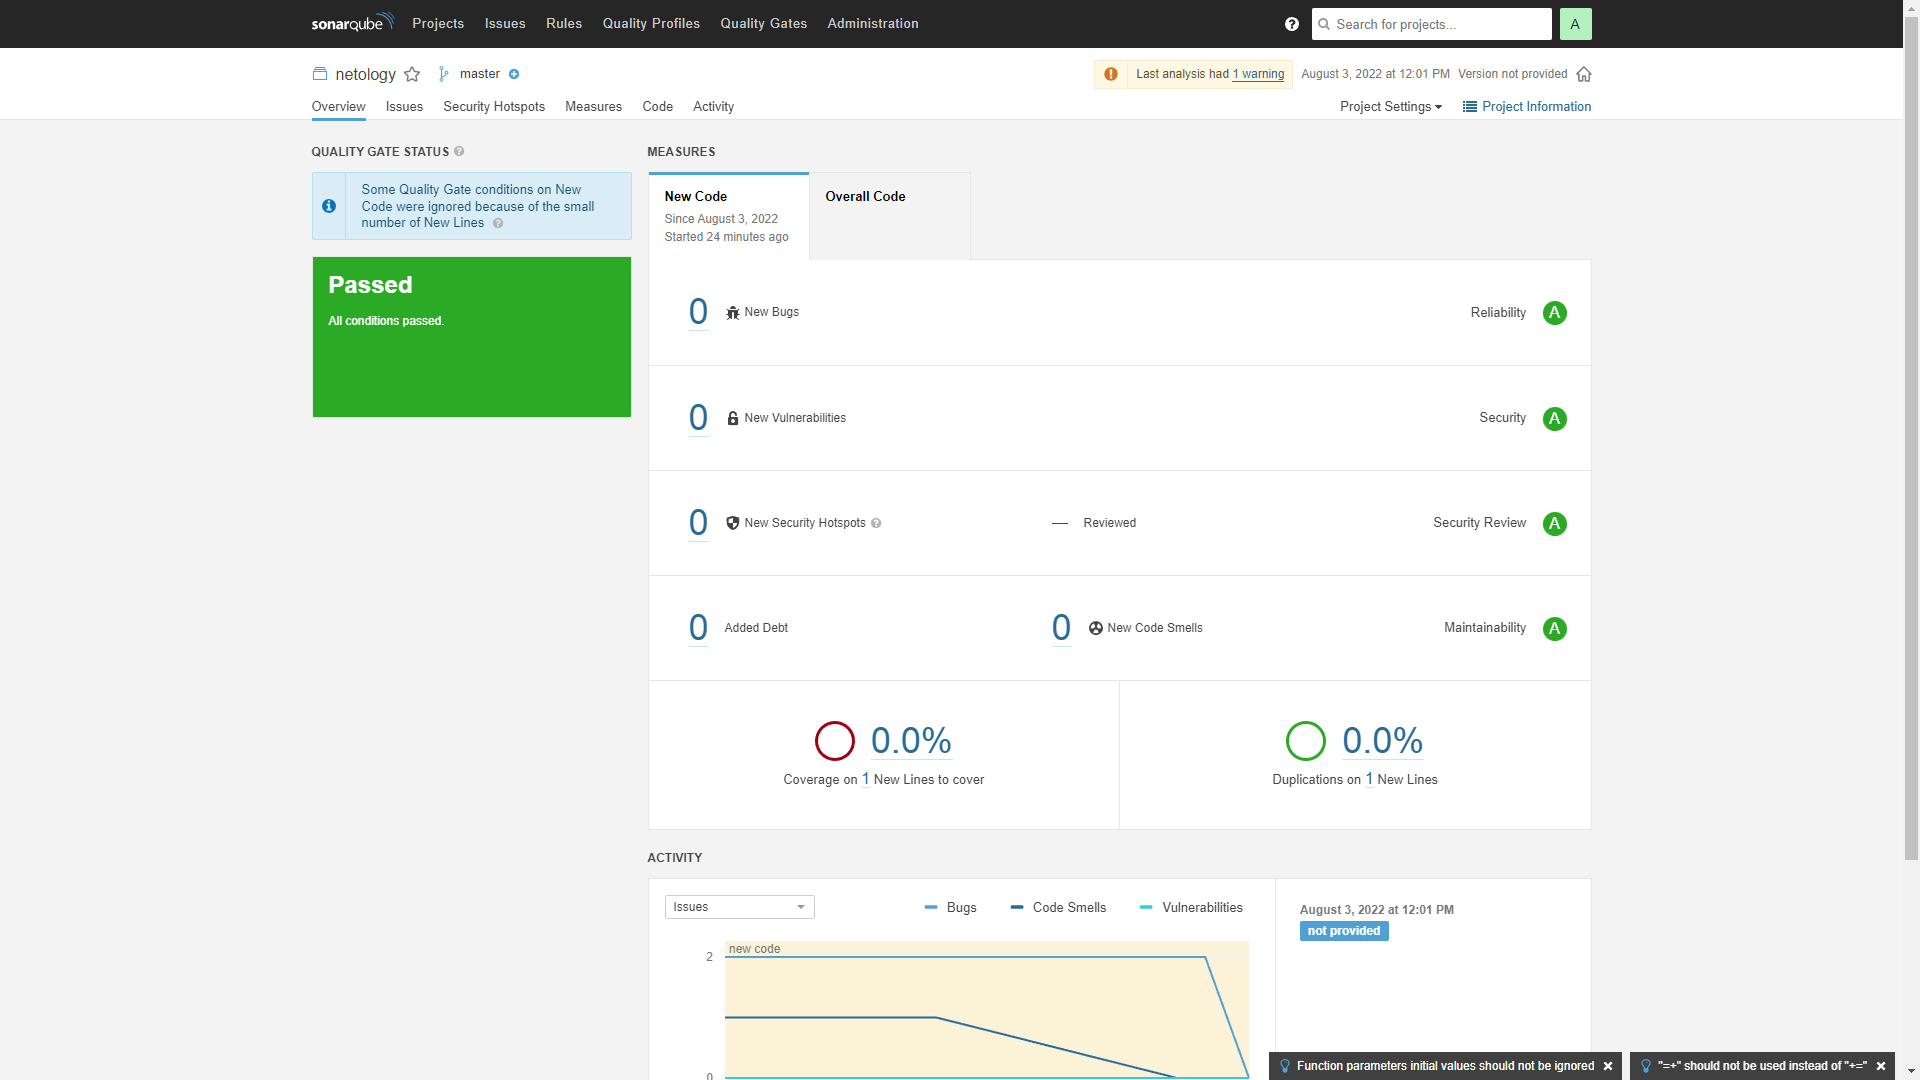 sonarqube Projects Issues Rules Quality Profiles Quality Gates Administration ? Search for projects... A
netology master Last analysis had 1 warning August 3, 2022 at 12:01 PM Version not provided
Overview Issues Security Hotspots Measures Code Activity Project Settings Project Information
QUALITY GATE STATUS ?
Some Quality Gate conditions on New
Code were ignored because of the small
number of New Lines ?
Passed
All conditions passed.
MEASURES
New Code
Since August 3, 2022
Started 24 minutes ago
Overall Code
0 New Bugs Reliability A
0 New Vulnerabilities Security A
0 New Security Hotspots ? — Reviewed Security Review A
0 Added Debt 0 New Code Smells Maintainability A
0.0%
Coverage on 1 New Lines to cover
0.0%
Duplications on 1 New Lines
ACTIVITY
Issues Bugs Code Smells Vulnerabilities
new code
2
0
August 3, 2022 at 12:01 PM
not provided
Function parameters initial values should not be ignored
"=+" should not be used instead of "+="